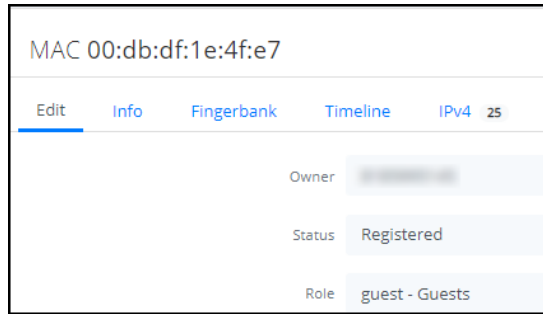 MAC 00:db:df:1e:4f:e7
Edit Info Fingerbank Timeline IPv4 25
Owner
Status Registered
Role guest - Guests